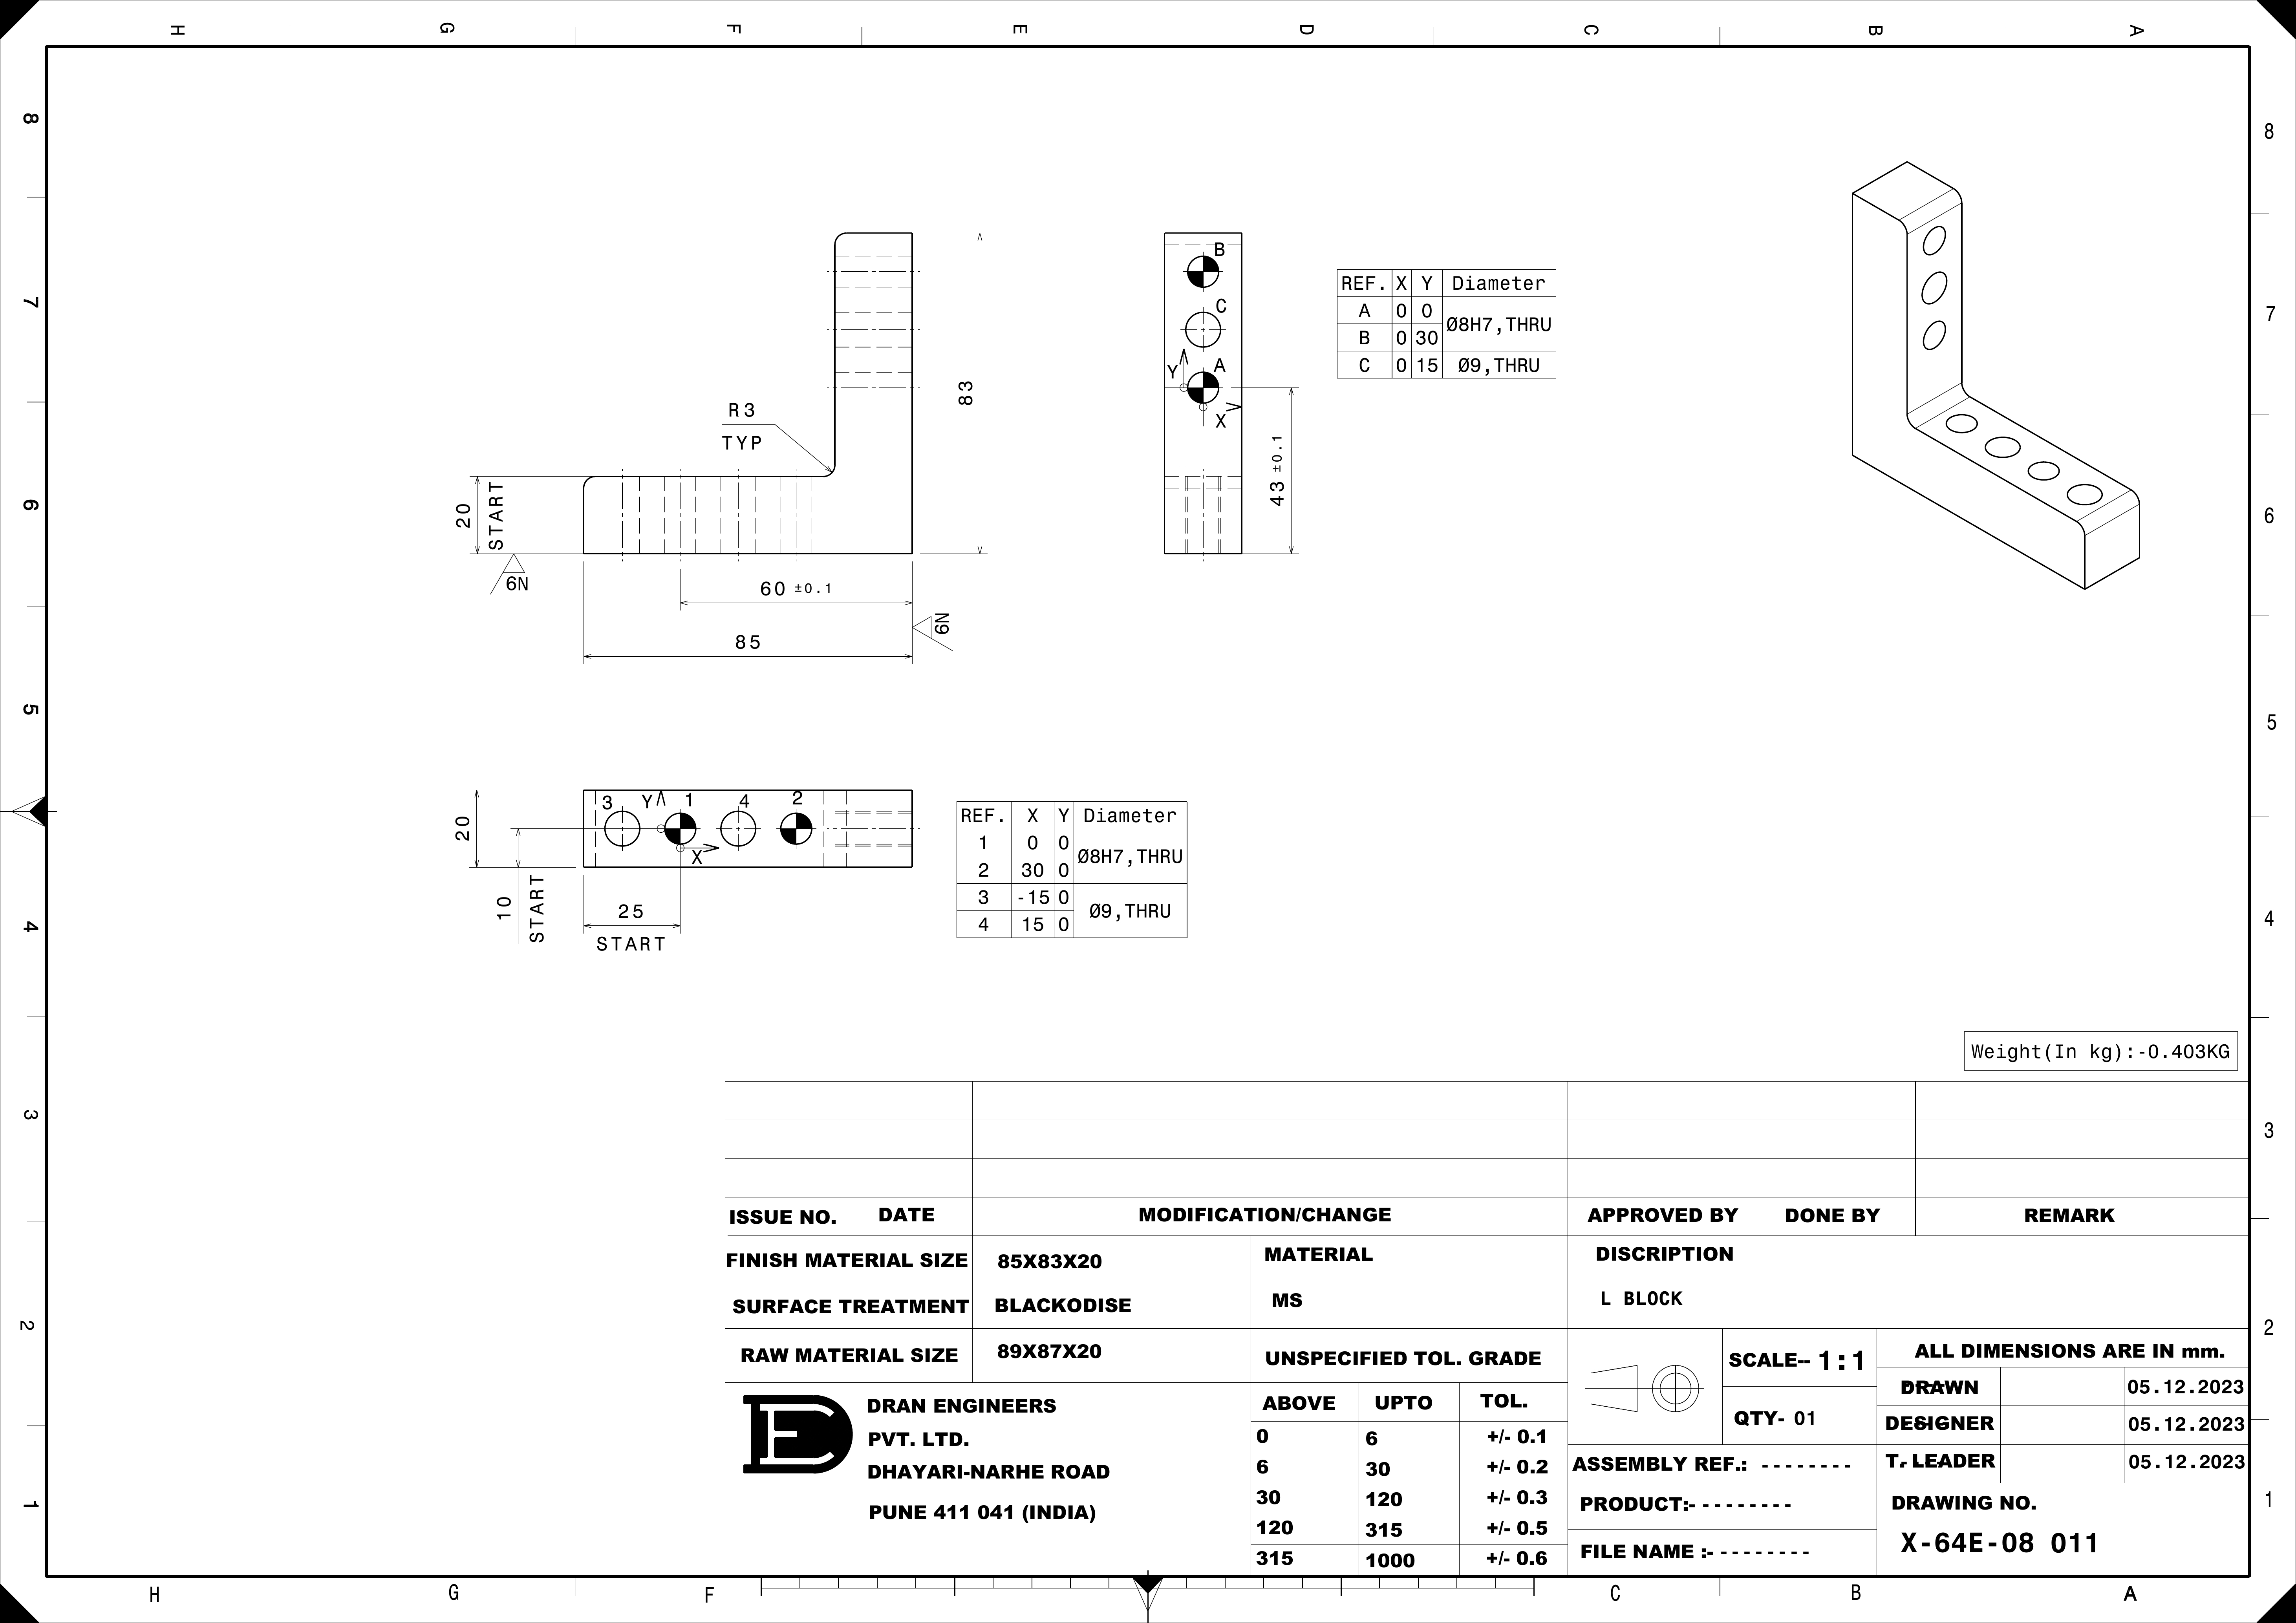 H G F E D C B A
8
7
6
5
4
3
2
1
8
7
6
5
4
3
2
1
R3
TYP
83
20
START
6N
60 ±0.1
6N
85
B
C
A
Y
X
43 ±0.1
REF. X Y Diameter
A 0 0 Ø8H7,THRU
B 0 30
C 0 15 Ø9,THRU
3 Y 1 4 2
X
20
10
START
25
START
REF. X Y Diameter
1 0 0 Ø8H7,THRU
2 30 0
3 -15 0 Ø9,THRU
4 15 0
Weight(In kg):-0.403KG
ISSUE NO. DATE MODIFICATION/CHANGE APPROVED BY DONE BY REMARK
FINISH MATERIAL SIZE 85X83X20
SURFACE TREATMENT BLACKODISE
RAW MATERIAL SIZE 89X87X20
MATERIAL
MS
DISCRIPTION
L BLOCK
UNSPECIFIED TOL. GRADE
ABOVE UPTO TOL.
0 6 +/- 0.1
6 30 +/- 0.2
30 120 +/- 0.3
120 315 +/- 0.5
315 1000 +/- 0.6
DRAN ENGINEERS
PVT. LTD.
DHAYARI-NARHE ROAD
PUNE 411 041 (INDIA)
SCALE-- 1:1
QTY- 01
ALL DIMENSIONS ARE IN mm.
DRAWN 05.12.2023
DESIGNER 05.12.2023
T. LEADER 05.12.2023
ASSEMBLY REF.: --------
PRODUCT:- --------
FILE NAME :- --------
DRAWING NO.
X-64E-08 011
H G F C B A